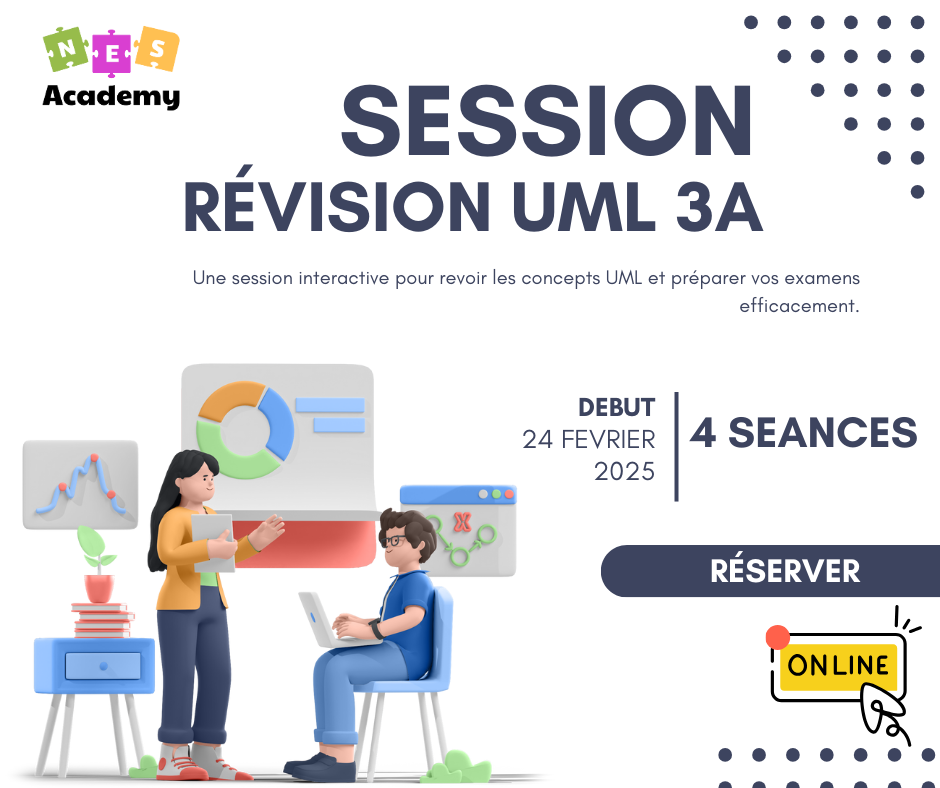 N E S
Academy
SESSION
RÉVISION UML 3A
Une session interactive pour revoir les concepts UML et préparer vos examens
efficacement.
DEBUT
24 FEVRIER
2025
4 SEANCES
RÉSERVER
ONLINE